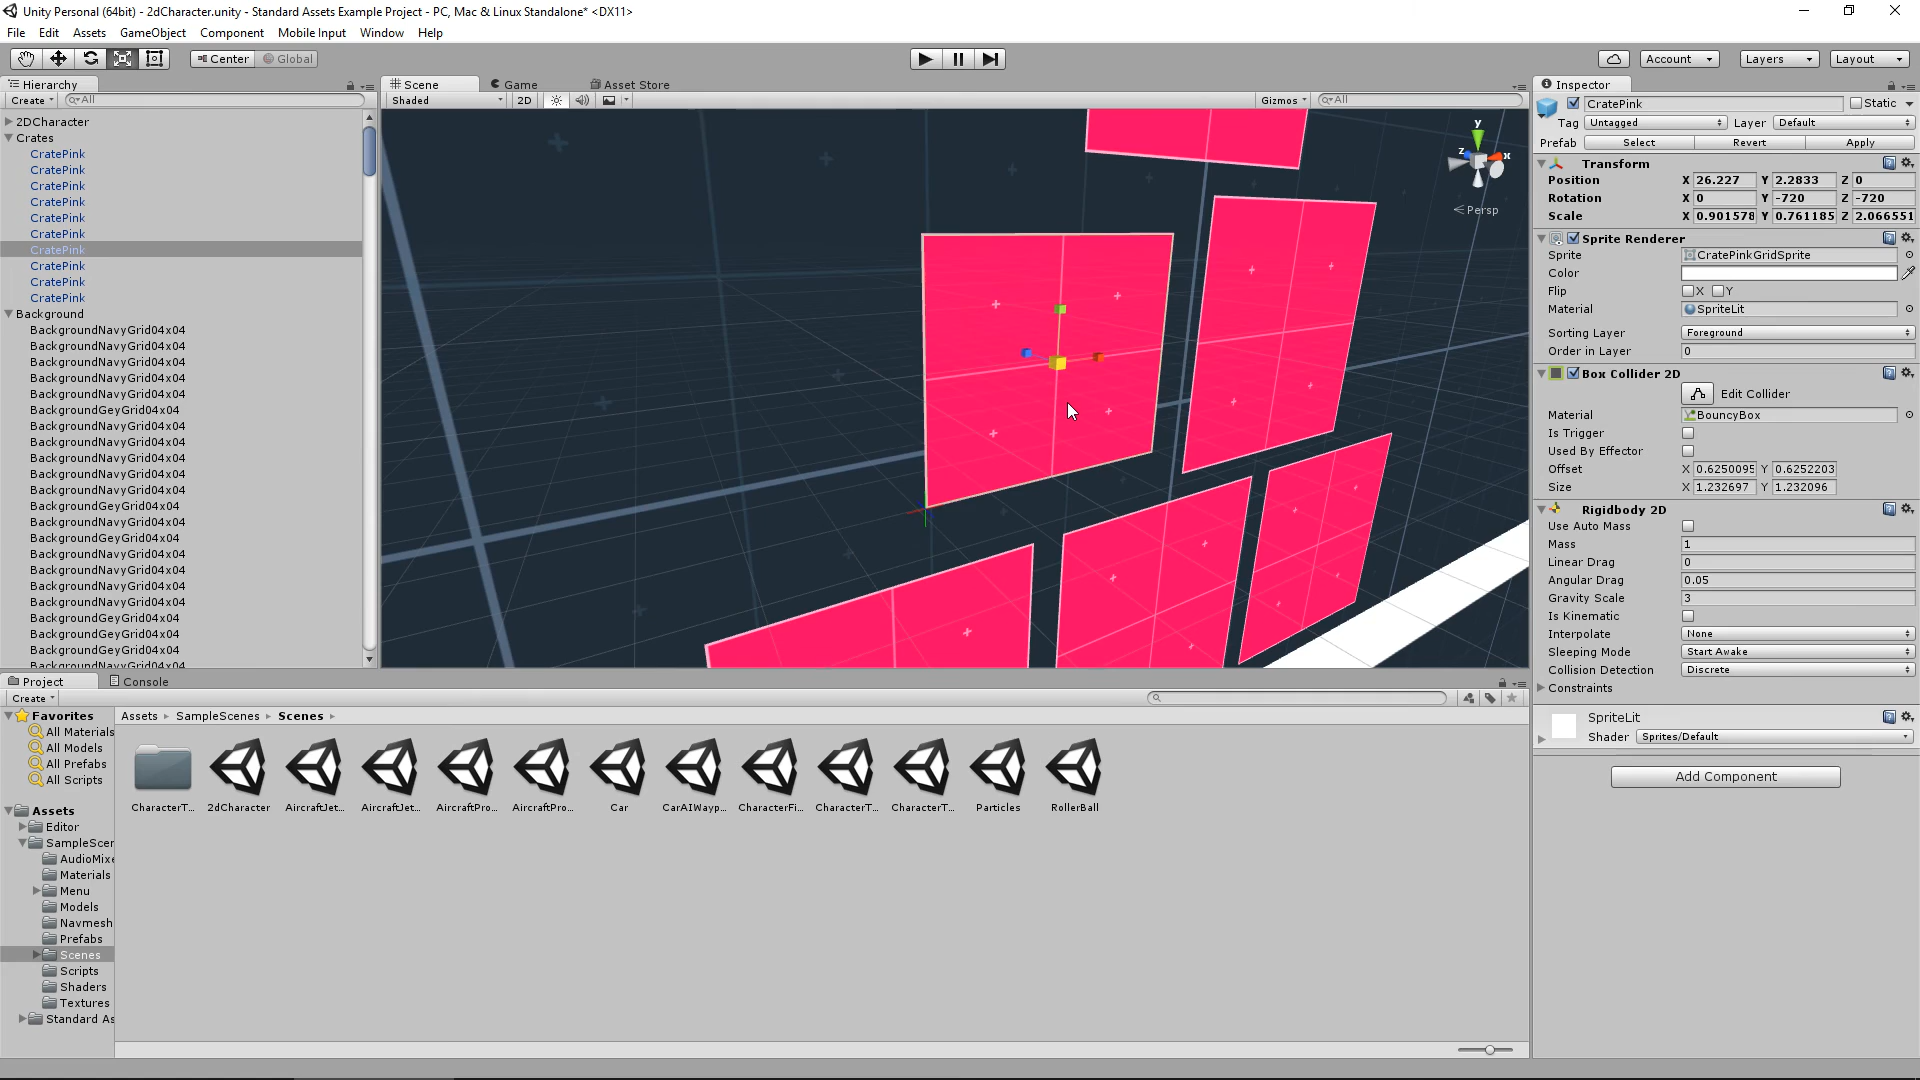 Unity Personal (64bit) - 2dCharacter.unity - Standard Assets Example Project - PC, Mac & Linux Standalone* <DX11>
File Edit Assets GameObject Component Mobile Input Window Help
Center Global Account Layers Layout
Hierarchy
Create All
2DCharacter
Crates
CratePink
CratePink
CratePink
CratePink
CratePink
CratePink
CratePink
CratePink
CratePink
CratePink
Background
BackgroundNavyGrid04x04
BackgroundNavyGrid04x04
BackgroundNavyGrid04x04
BackgroundNavyGrid04x04
BackgroundNavyGrid04x04
BackgroundGeyGrid04x04
BackgroundNavyGrid04x04
BackgroundNavyGrid04x04
BackgroundNavyGrid04x04
BackgroundNavyGrid04x04
BackgroundNavyGrid04x04
BackgroundGeyGrid04x04
BackgroundNavyGrid04x04
BackgroundGeyGrid04x04
BackgroundNavyGrid04x04
BackgroundNavyGrid04x04
BackgroundNavyGrid04x04
BackgroundNavyGrid04x04
BackgroundGeyGrid04x04
BackgroundGeyGrid04x04
BackgroundGeyGrid04x04
BackgroundNavyGrid04x04
Scene Game Asset Store
Shaded 2D Gizmos All
y
z x
Persp
Inspector
CratePink Static
Tag Untagged Layer Default
Prefab Select Revert Apply
Transform
Position X 26.227 Y 2.2833 Z 0
Rotation X 0 Y -720 Z -720
Scale X 0.901578 Y 0.761185 Z 2.066551
Sprite Renderer
Sprite CratePinkGridSprite
Color
Flip X Y
Material SpriteLit
Sorting Layer Foreground
Order in Layer 0
Box Collider 2D
Edit Collider
Material BouncyBox
Is Trigger
Used By Effector
Offset X 0.6250095 Y 0.6252203
Size X 1.232697 Y 1.232096
Rigidbody 2D
Use Auto Mass
Mass 1
Linear Drag 0
Angular Drag 0.05
Gravity Scale 3
Is Kinematic
Interpolate None
Sleeping Mode Start Awake
Collision Detection Discrete
Constraints
SpriteLit
Shader Sprites/Default
Add Component
Project Console
Create
Favorites
All Materials
All Models
All Prefabs
All Scripts
Assets
Editor
SampleScen
AudioMixe
Materials
Menu
Models
Navmesh
Prefabs
Scenes
Scripts
Shaders
Textures
Standard As
Assets SampleScenes Scenes
CharacterT... 2dCharacter AircraftJet... AircraftJet... AircraftPro... AircraftPro... Car CarAIWayp... CharacterFi... CharacterT... CharacterT... Particles RollerBall